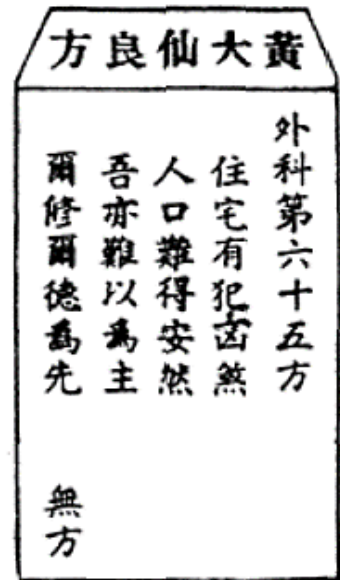 黃大仙良方
外科第六十五方
住宅有犯凶煞
人口難得安然
吾亦難以為主
爾修爾德為先 無方